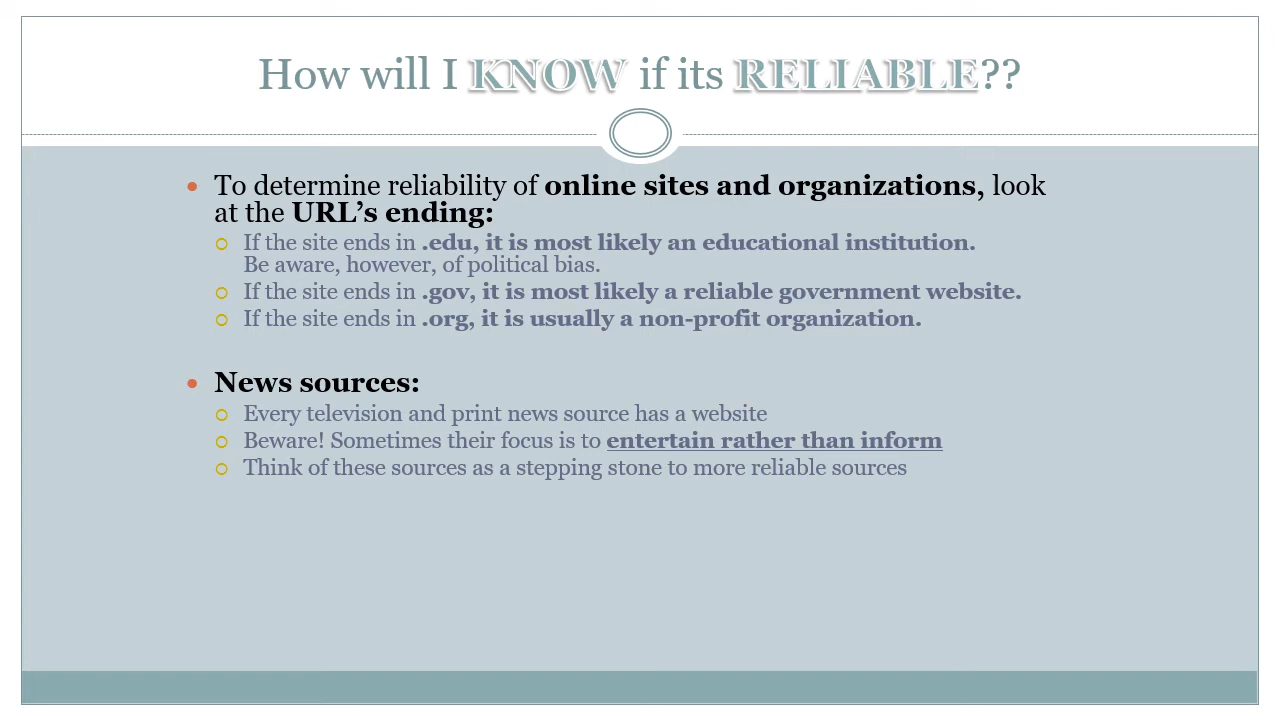 How will I KNOW if its RELIABLE??
To determine reliability of online sites and organizations, look
at the URL’s ending:
If the site ends in .edu, it is most likely an educational institution.
Be aware, however, of political bias.
If the site ends in .gov, it is most likely a reliable government website.
If the site ends in .org, it is usually a non-profit organization.
News sources:
Every television and print news source has a website
Beware! Sometimes their focus is to entertain rather than inform
Think of these sources as a stepping stone to more reliable sources